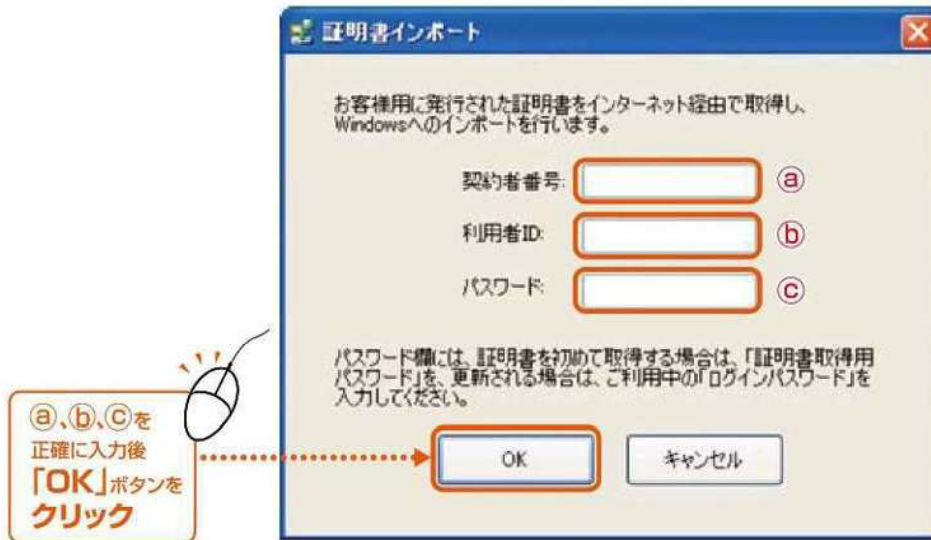 証明書インポート
お客様用に発行された証明書をインターネット経由で取得し、
Windowsへのインポートを行います。
契約者番号:
ⓐ
利用者ID:
ⓑ
パスワード:
ⓒ
パスワード欄には、証明書を初めて取得する場合は、「証明書取得用
パスワード」を、更新される場合は、ご利用中の「ログインパスワード」を
入力してください。
ⓐ、ⓑ、ⓒを
正確に入力後
「OK」ボタンを
クリック
OK
キャンセル